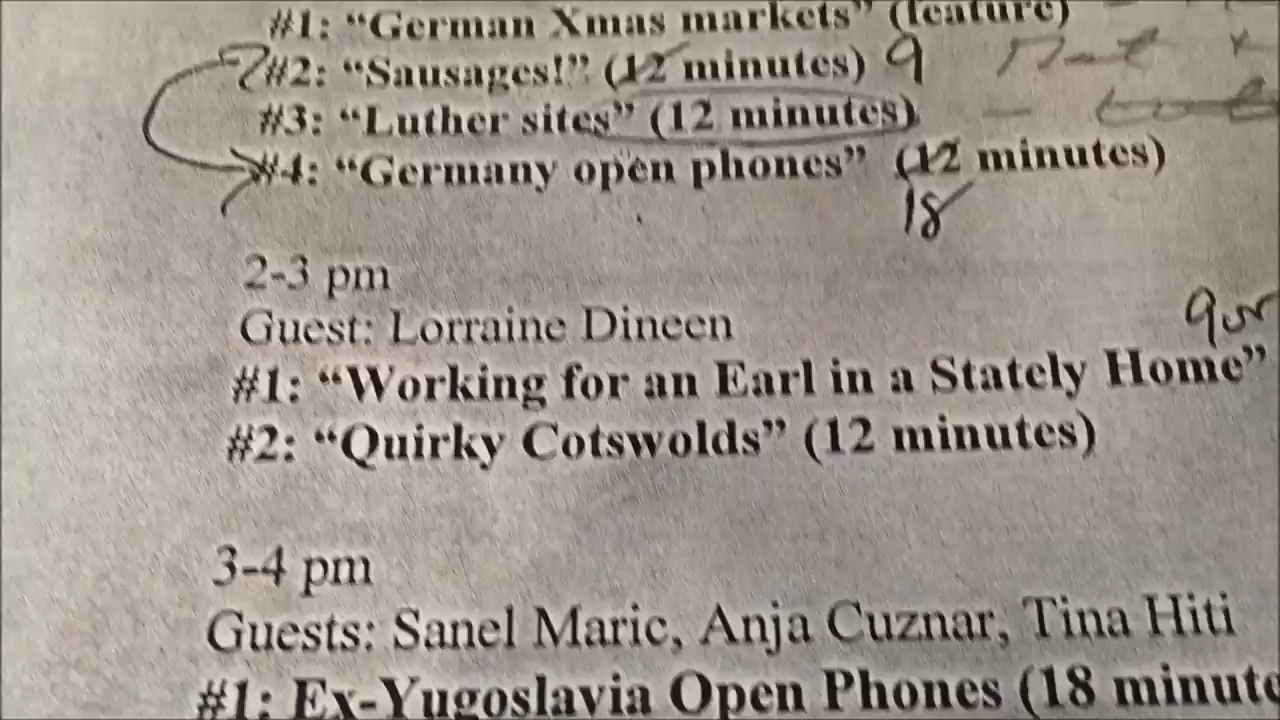 #1: “German Xmas markets” (feature)
#2: “Sausages!” (12 minutes) 9
#3: “Luther sites” (12 minutes)
#4: “Germany open phones” (12 minutes)
18
2-3 pm
Guest: Lorraine Dineen
#1: “Working for an Earl in a Stately Home”
#2: “Quirky Cotswolds” (12 minutes)
3-4 pm
Guests: Sanel Maric, Anja Cuznar, Tina Hiti
#1: Ex-Yugoslavia Open Phones (18 minute